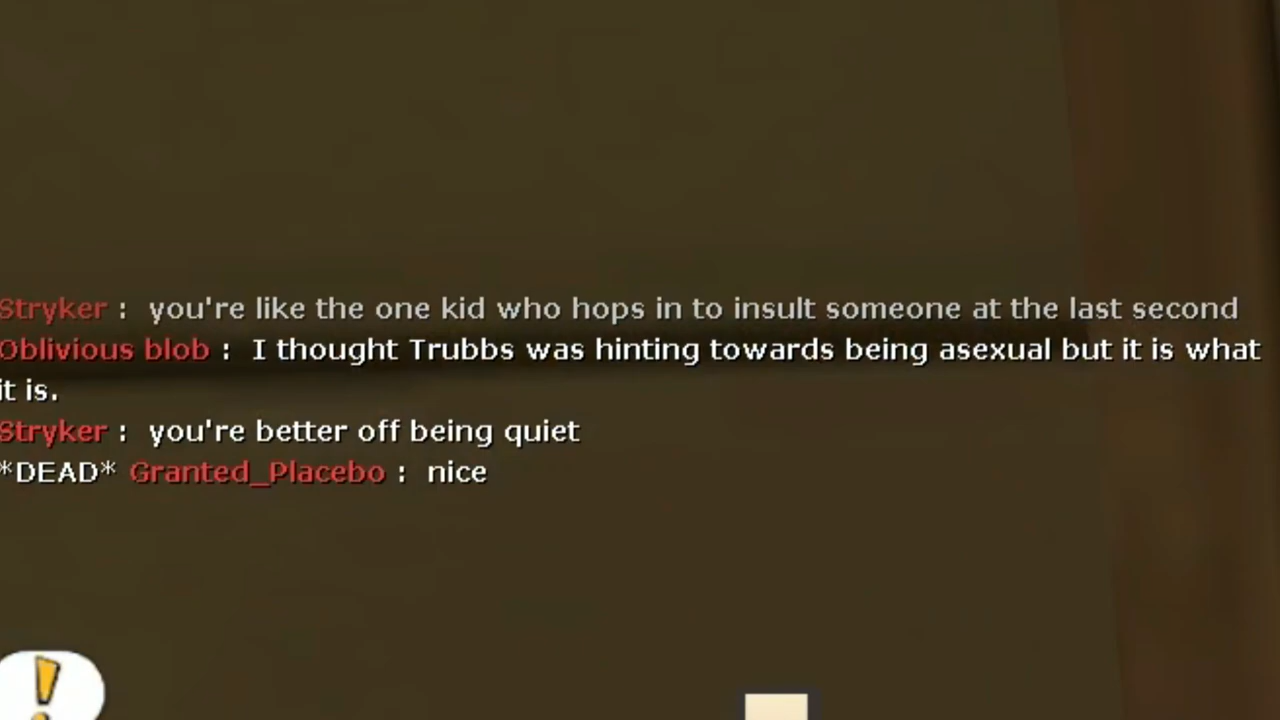 Stryker :  you're like the one kid who hops in to insult someone at the last second
Oblivious blob :  I thought Trubbs was hinting towards being asexual but it is what
it is.
Stryker :  you're better off being quiet
*DEAD* Granted_Placebo :  nice
!